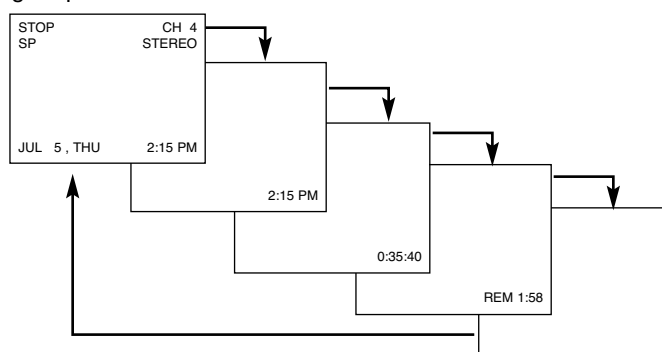 STOP CH 4
SP STEREO
JUL 5 , THU 2:15 PM
2:15 PM
0:35:40
REM 1:58